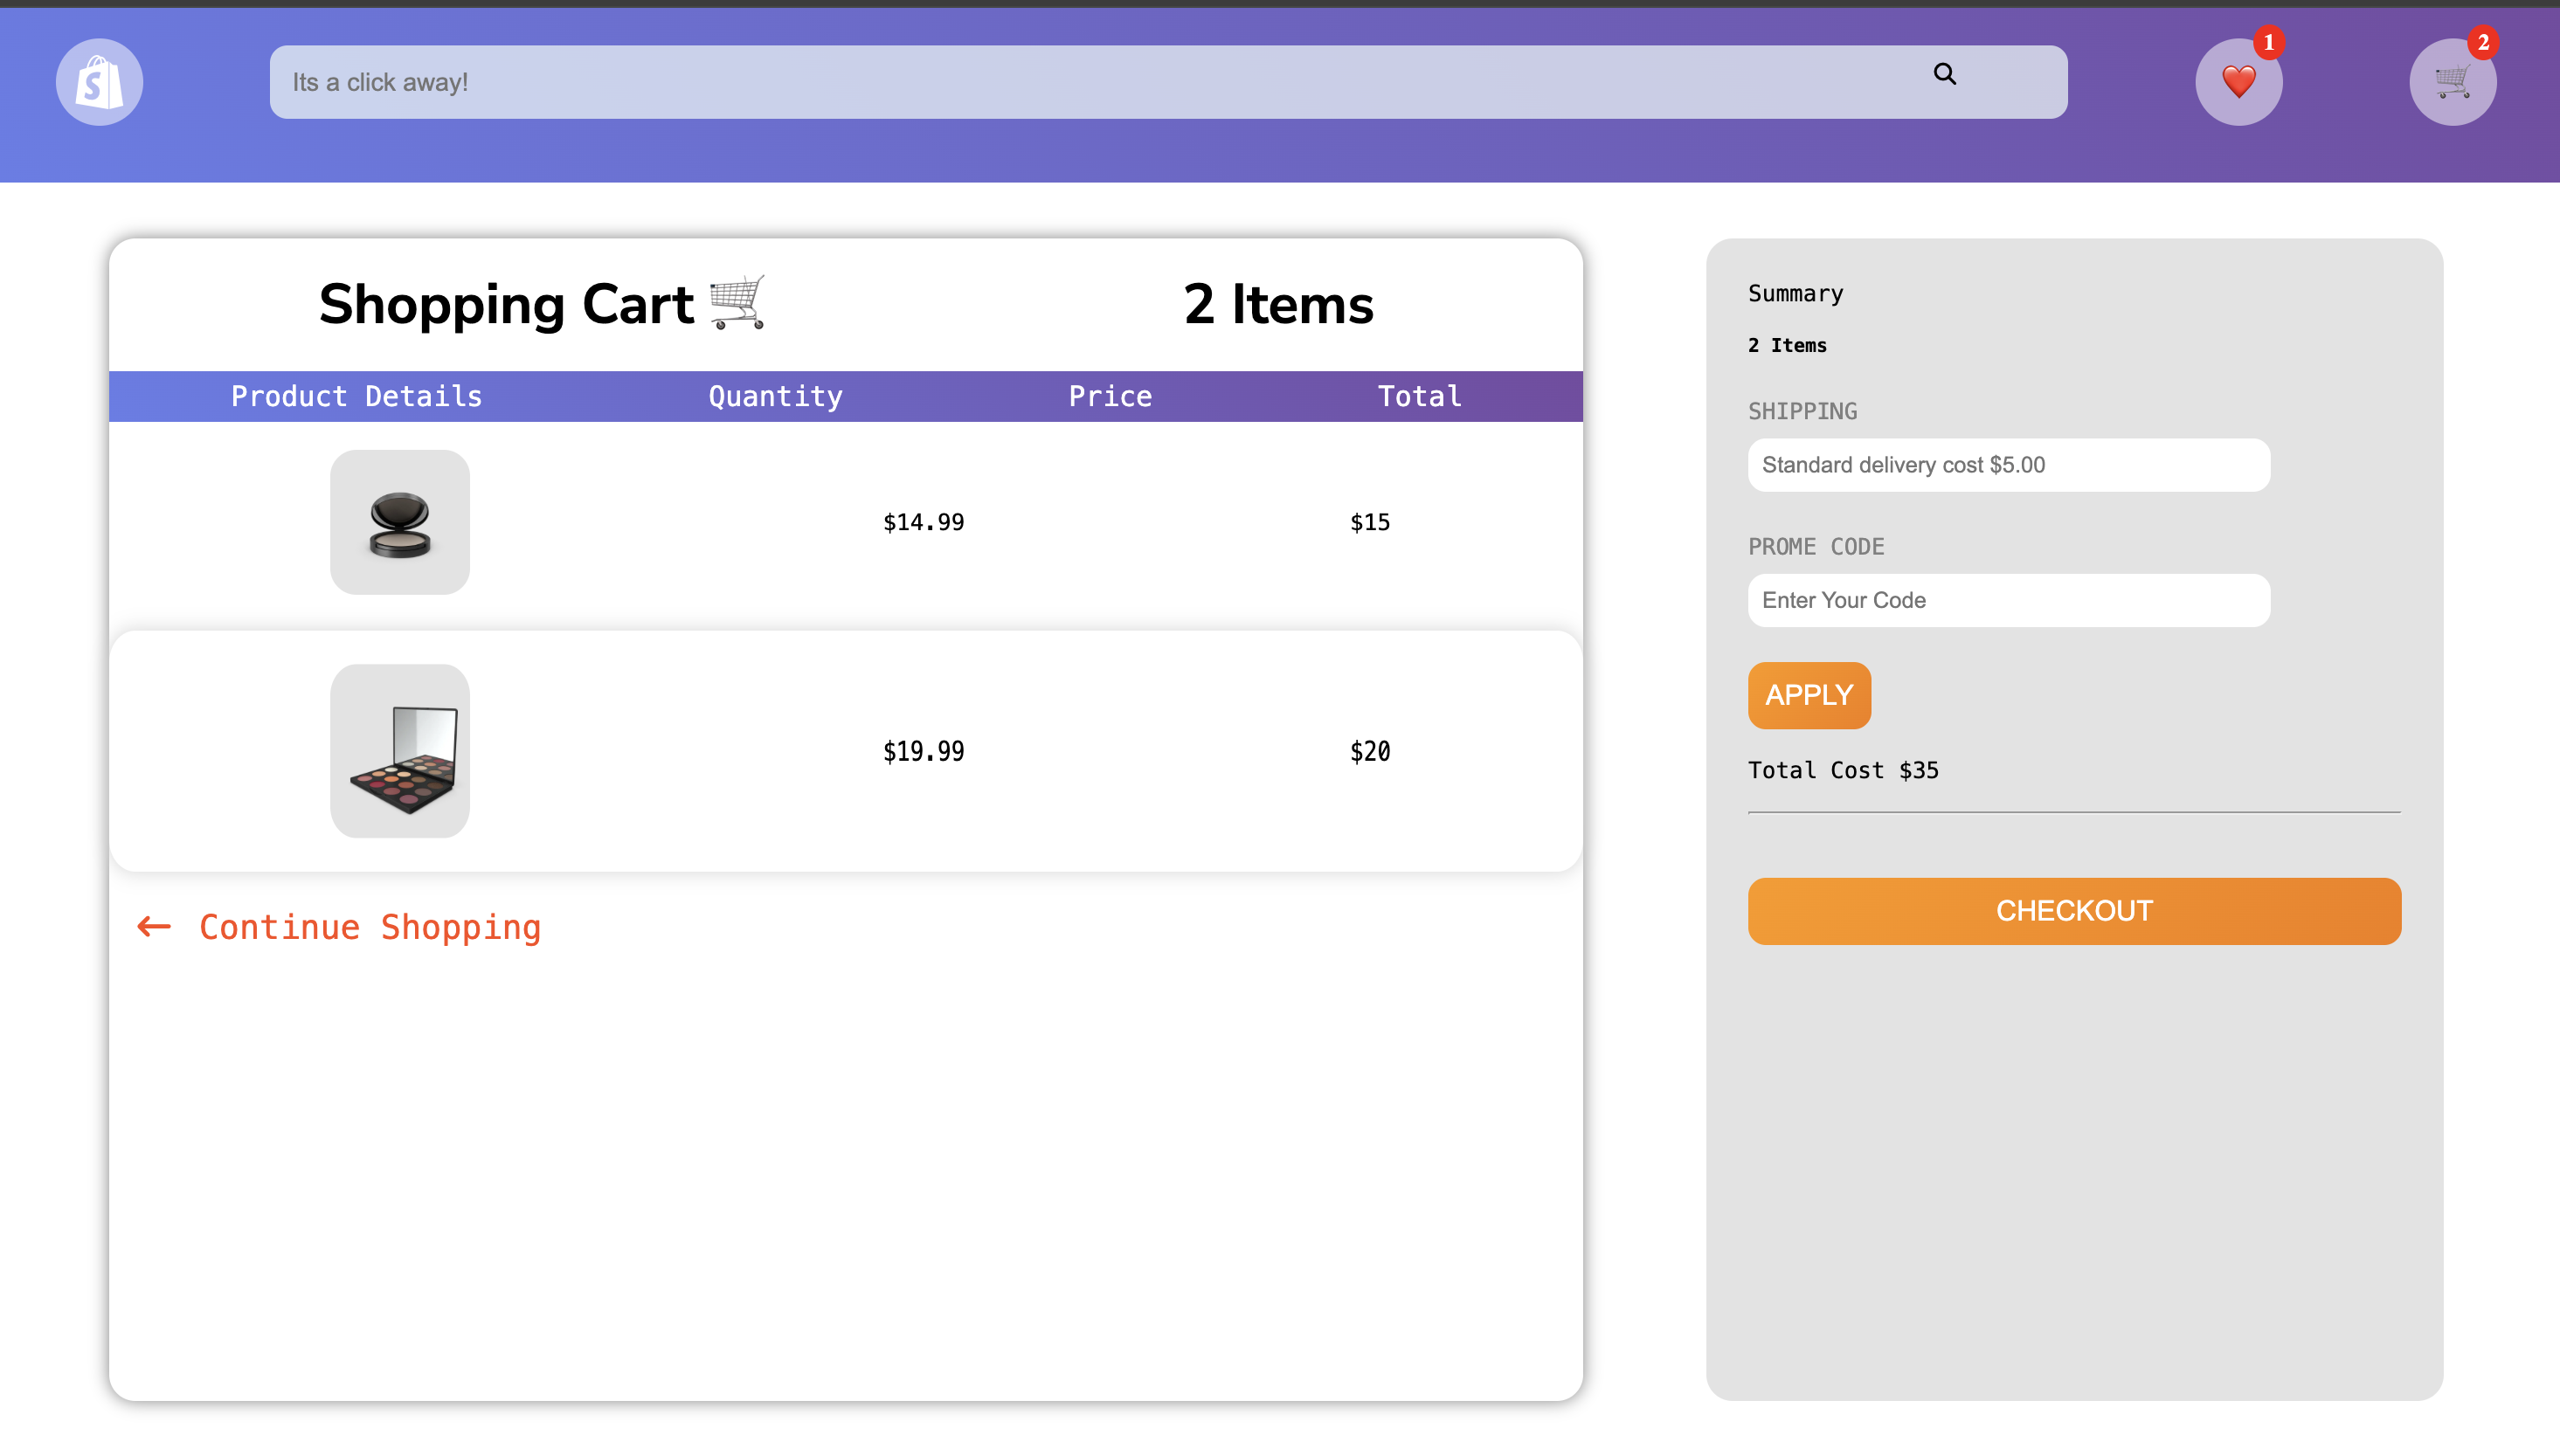 S
Its a click away!
1
2
Shopping Cart 🛒 2 Items
Product Details Quantity Price Total
$14.99 $15
$19.99 $20
← Continue Shopping
Summary
2 Items
SHIPPING
Standard delivery cost $5.00
PROME CODE
Enter Your Code
APPLY
Total Cost $35
CHECKOUT